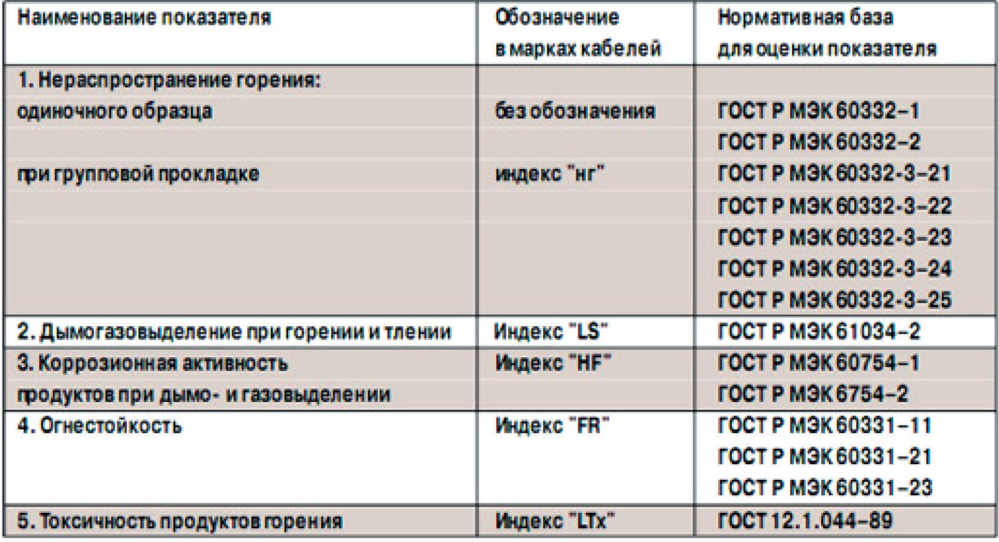 Наименование показателя Обозначение Нормативная база
в марках кабелей для оценки показателя
1. Нераспространение горения:
одиночного образца без обозначения ГОСТ Р МЭК 60332–1
ГОСТ Р МЭК 60332–2
при групповой прокладке индекс "нг" ГОСТ Р МЭК 60332-3–21
ГОСТ Р МЭК 60332-3–22
ГОСТ Р МЭК 60332-3–23
ГОСТ Р МЭК 60332-3–24
ГОСТ Р МЭК 60332-3–25
2. Дымогазовыделение при горении и тлении Индекс "LS" ГОСТ Р МЭК 61034–2
3. Коррозионная активность Индекс "HF" ГОСТ Р МЭК 60754–1
продуктов при дымо- и газовыделении ГОСТ Р МЭК 6754–2
4. Огнестойкость Индекс "FR" ГОСТ Р МЭК 60331–11
ГОСТ Р МЭК 60331–21
ГОСТ Р МЭК 60331–23
5. Токсичность продуктов горения Индекс "LTx" ГОСТ 12.1.044–89